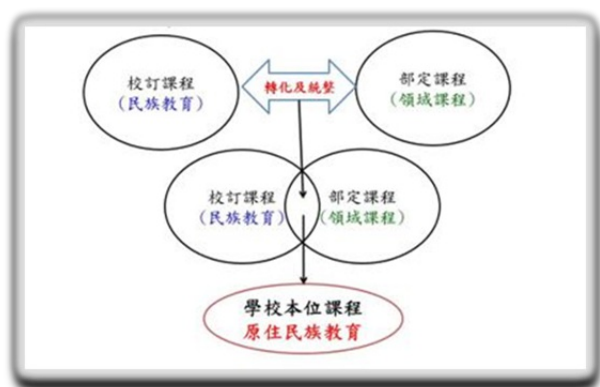 校訂課程
(民族教育)
轉化及統整
部定課程
(領域課程)
校訂課程
(民族教育)
部定課程
(領域課程)
學校本位課程
原住民族教育